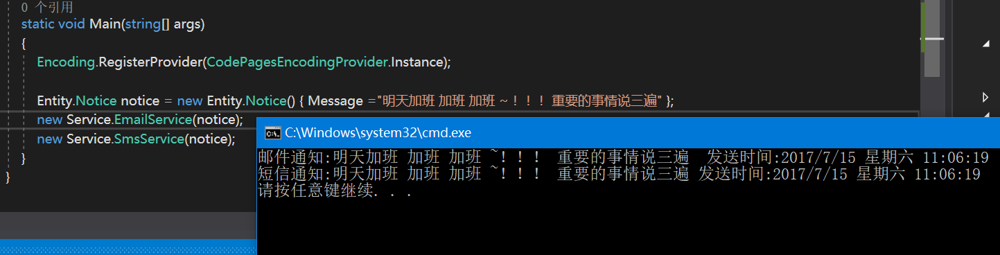 0 个引用
static void Main(string[] args)
{
Encoding.RegisterProvider(CodePagesEncodingProvider.Instance);
Entity.Notice notice = new Entity.Notice() { Message ="明天加班 加班 加班 ~！！！ 重要的事情说三遍" };
new Service.EmailService(notice);
new Service.SmsService(notice);
}
}
C:\Windows\system32\cmd.exe
邮件通知:明天加班 加班 加班 ~！！！ 重要的事情说三遍  发送时间:2017/7/15 星期六 11:06:19
短信通知:明天加班 加班 加班 ~！！！ 重要的事情说三遍 发送时间:2017/7/15 星期六 11:06:19
请按任意键继续. . .